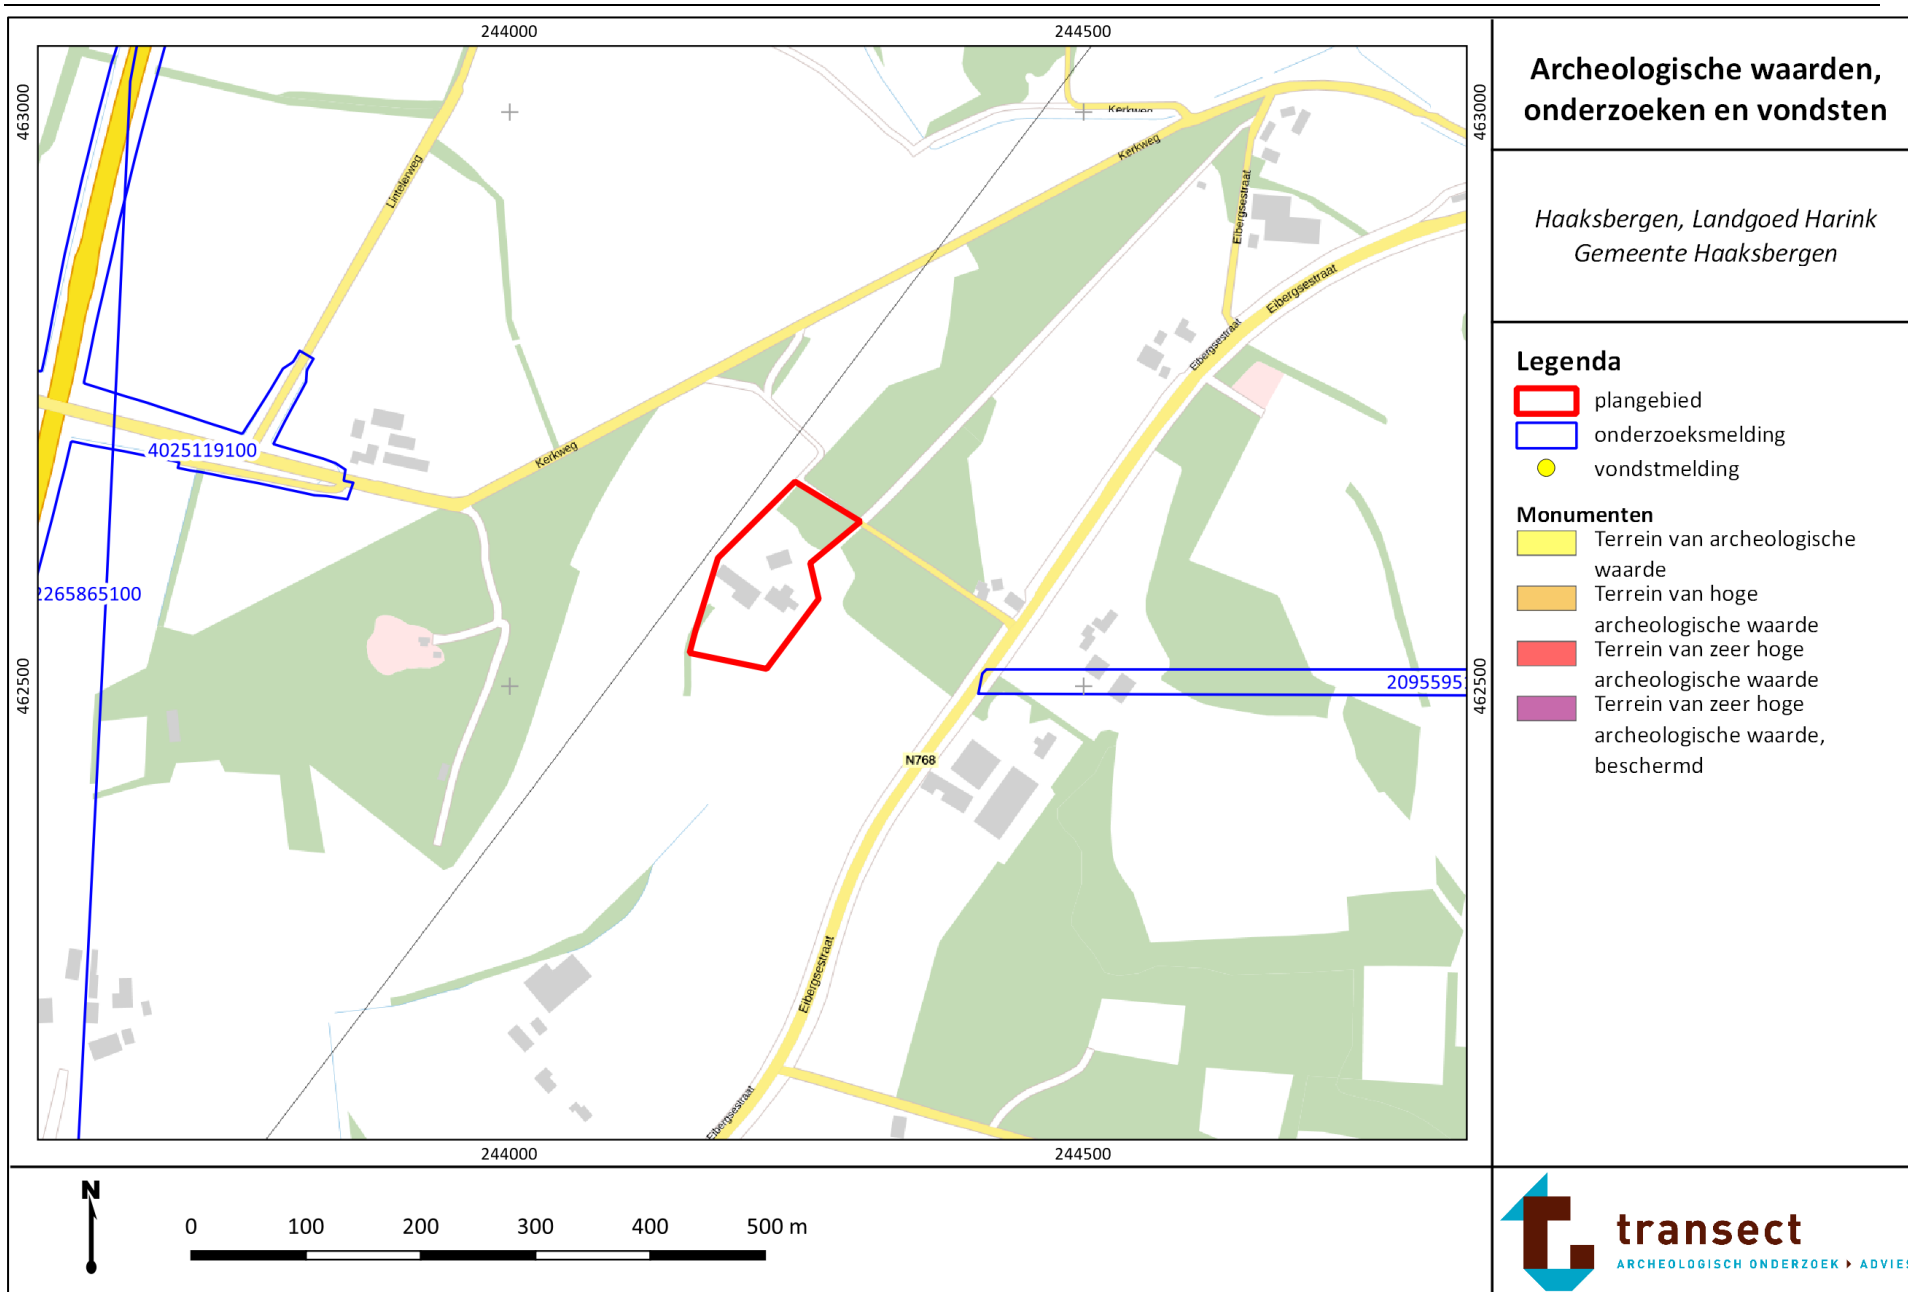 244000
244500
463000
463000
Archeologische waarden,
onderzoeken en vondsten
Haaksbergen, Landgoed Harink
Gemeente Haaksbergen
Kerkweg
Kerkweg
Lintelerweg
Eibergsestraat
Eibergsestraat
Eibergsestraat
Legenda
plangebied
onderzoeksmelding
vondstmelding
Monumenten
Terrein van archeologische
waarde
Terrein van hoge
archeologische waarde
Terrein van zeer hoge
archeologische waarde
Terrein van zeer hoge
archeologische waarde,
beschermd
4025119100
Kerkweg
2265865100
462500
462500
2095595
N768
Eibergsestraat
Eibergsestraat
244000
244500
N
0 100 200 300 400 500 m
transect
ARCHEOLOGISCH ONDERZOEK ADVIES